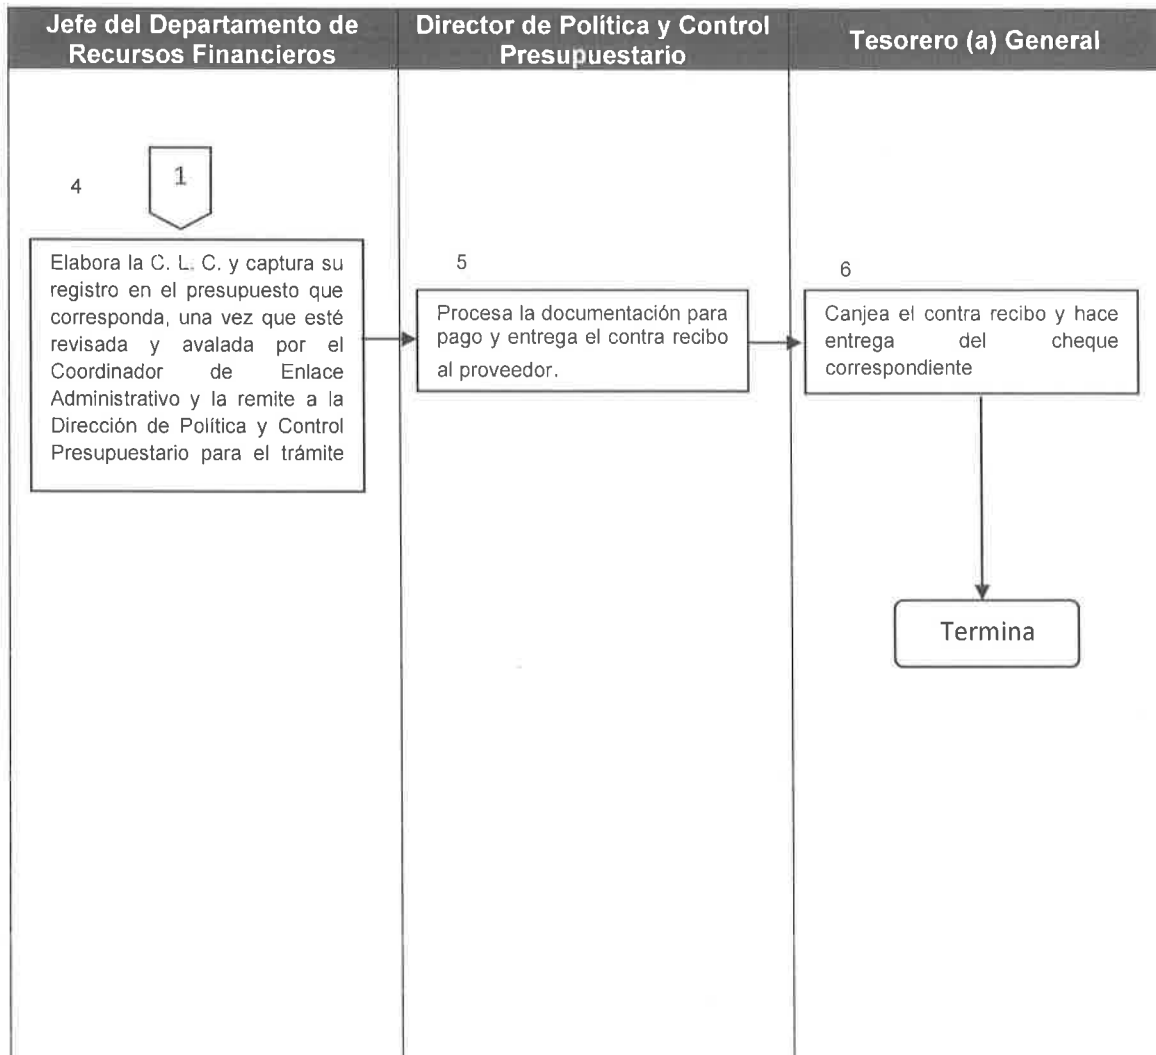 Jefe del Departamento de
Recursos Financieros
Director de Política y Control
Presupuestario
Tesorero (a) General
4
1
Elabora la C. L. C. y captura su
registro en el presupuesto que
corresponda, una vez que esté
revisada y avalada por el
Coordinador de Enlace
Administrativo y la remite a la
Dirección de Política y Control
Presupuestario para el trámite
5
Procesa la documentación para
pago y entrega el contra recibo
al proveedor.
6
Canjea el contra recibo y hace
entrega del cheque
correspondiente
Termina